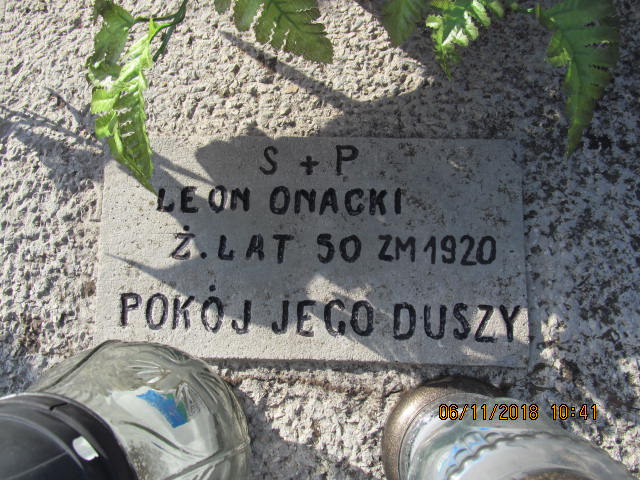 S + P
LEON ONACKI
Ż. LAT 50 ZM 1920
POKÓJ JEGO DUSZY
06/11/2018 10:41